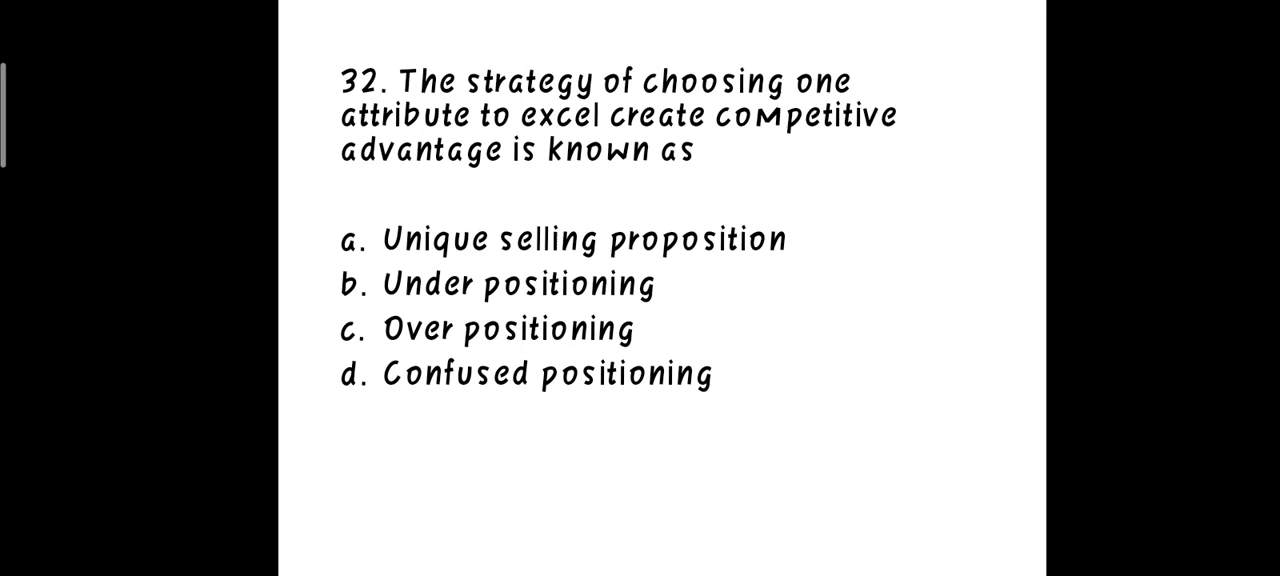 32. The strategy of choosing one
attribute to excel create competitive
advantage is known as
a. Unique selling proposition
b. Under positioning
c. Over positioning
d. Confused positioning